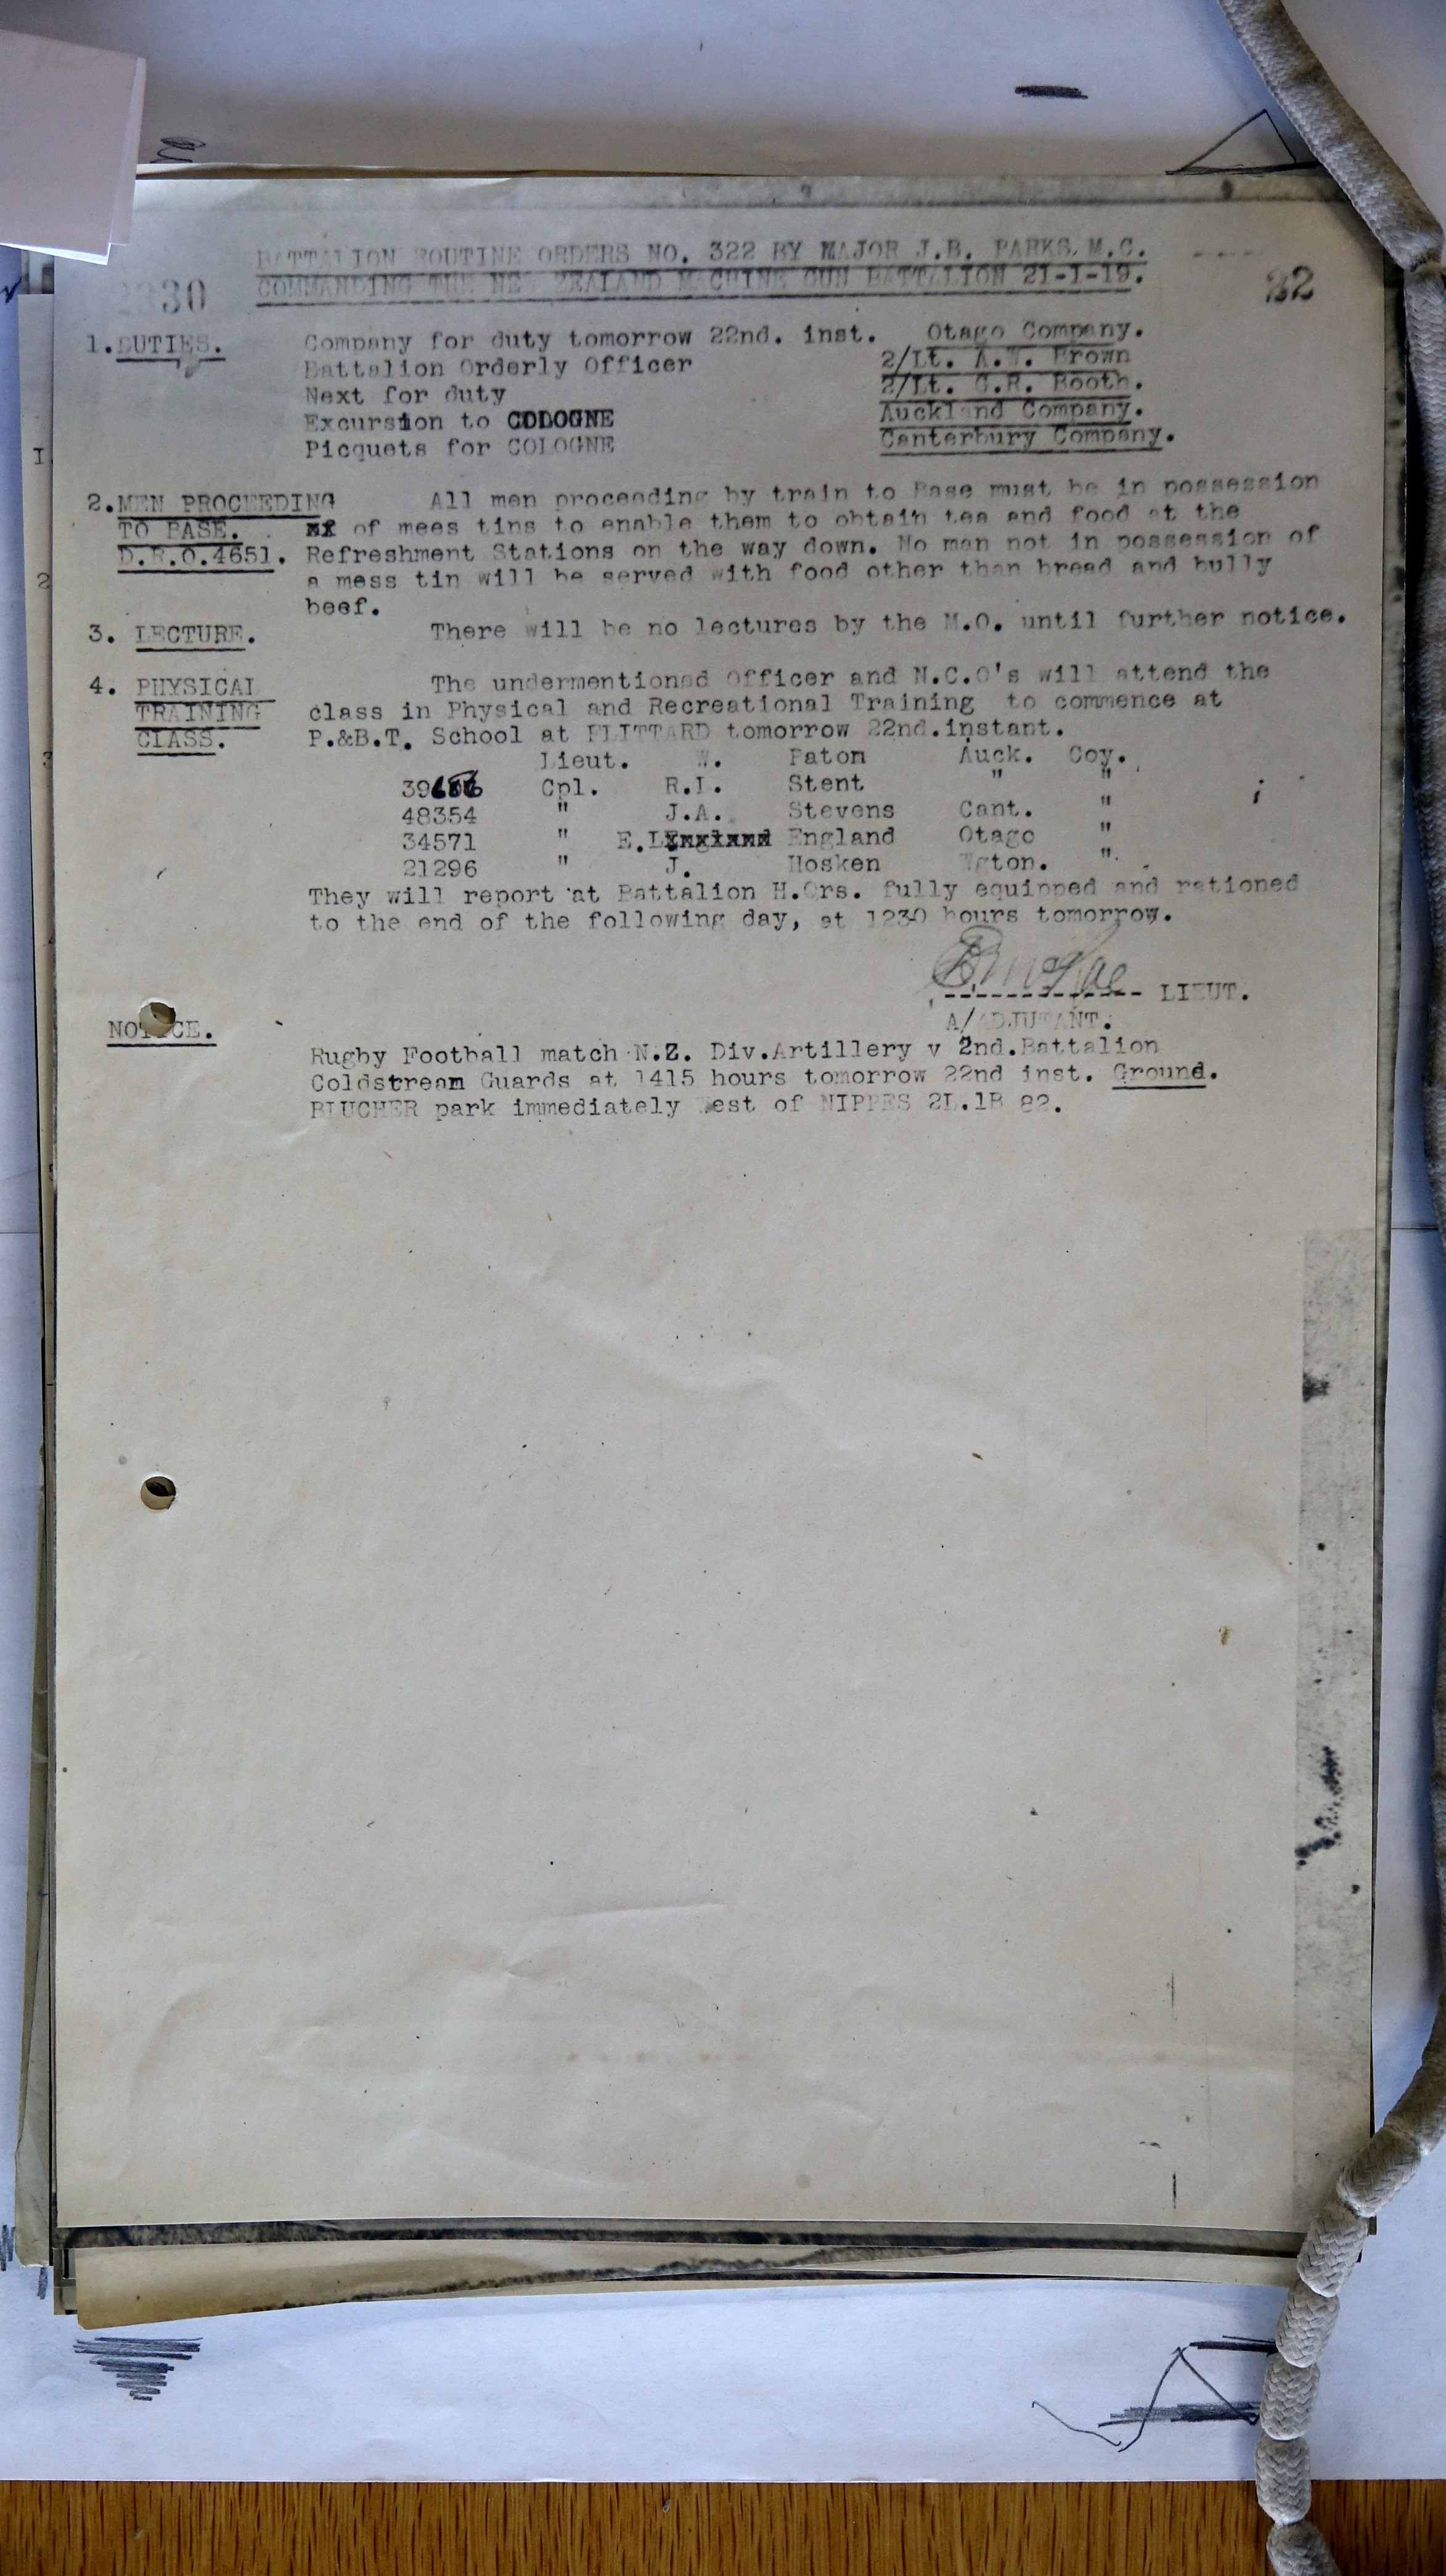 BATTALION ROUTINE ORDERS NO. 322 BY MAJOR J.B. PARKS, M.C.
COMMANDING THE NEW ZEALAND MACHINE GUN BATTALION 21-1-19.
2330
22
1. DUTIES. Company for duty tomorrow 22nd. inst. Otago Company.
Battalion Orderly Officer 2/Lt. A.W. Brown
Next for duty 2/Lt. C.R. Booth.
Excursion to COLOGNE Auckland Company.
Picquets for COLOGNE Canterbury Company.
2. MEN PROCEEDING All men proceeding by train to Base must be in possession
TO BASE. of mees tins to enable them to obtain tea and food at the
D.R.O.4651. Refreshment Stations on the way down. No man not in possession of
a mess tin will be served with food other than bread and bully
beef.
3. LECTURE. There will be no lectures by the M.O. until further notice.
4. PHYSICAL The undermentioned Officer and N.C.O's will attend the
TRAINING class in Physical and Recreational Training to commence at
CLASS. P.&B.T. School at FLITTARD tomorrow 22nd.instant.
Lieut. W. Paton Auck. Coy.
Cpl. R.I. Stent " "
48354 " J.A. Stevens Cant. "
34571 " E.L. England Otago "
21296 " J. Hosken Wgton. "
They will report at Battalion H.Qrs. fully equipped and rationed
to the end of the following day, at 1230 hours tomorrow.
LIEUT.
A/ADJUTANT.
NOTICE.
Rugby Football match N.Z. Div.Artillery v 2nd.Battalion
Coldstream Guards at 1415 hours tomorrow 22nd inst. Ground.
BLUCHER park immediately West of NIPPES 2L.1B 82.